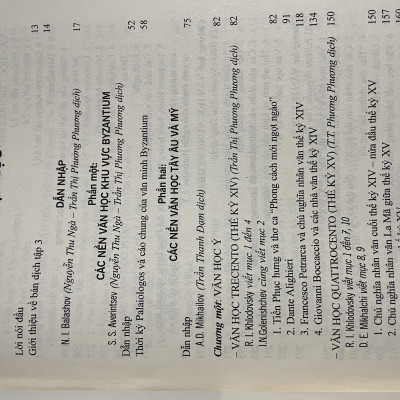 Lời nói đầu 13
Giới thiệu về bản dịch tập 3 14
DẪN NHẬP
N. I. Balashov (Nguyễn Thu Ngà – Trần Thị Phương Phương dịch) 17
Phần một:
CÁC NỀN VĂN HỌC KHU VỰC BYZANTIUM
S. S. Averintsev (Nguyễn Thu Ngà – Trần Thị Phương Phương dịch)
Dẫn nhập 52
Thời kỳ Palaiologos và cáo chung của văn minh Byzantium 58
Phần hai:
CÁC NỀN VĂN HỌC TÂY ÂU VÀ MỸ
Dẫn nhập 75
A.D. Mikhailov (Trần Thanh Đạm dịch)
Chương một: VĂN HỌC Ý 82
– VĂN HỌC TRECENTO (THẾ KỶ XIV) (Trần Thị Phương Phương dịch) 82
R. I. Khlodovsky viết mục 1 đến 4
I.N.Golenishchev cùng viết mục 2
1. Tiền Phục hưng và thơ ca “Phong cách mới ngọt ngào” 82
2. Dante Alighieri 91
3. Francesco Petrarca và chủ nghĩa nhân văn thế kỷ XIV 118
4. Giovanni Boccaccio và các nhà văn thế kỷ XIV 134
– VĂN HỌC QUATTROCENTO (THẾ KỶ XV) (T.T. Phương Phương dịch) 150
R. I. Khlodovsky viết mục 1 đến 7, 10
D. E. Mikhalchi viết mục 8, 9
1. Chủ nghĩa nhân văn cuối thế kỷ XIV – nửa đầu thế kỷ XV 150
2. Chủ nghĩa nhân văn La Mã giữa thế kỷ XV 157
160